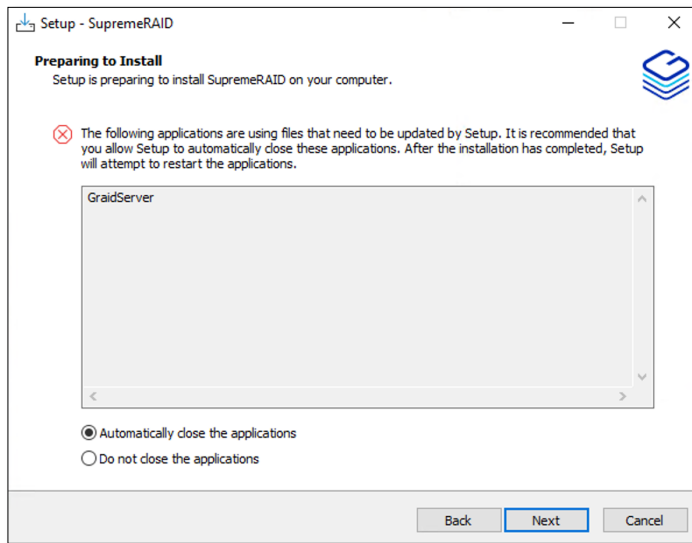 Setup - SupremeRAID
Preparing to Install
Setup is preparing to install SupremeRAID on your computer.
The following applications are using files that need to be updated by Setup. It is recommended that
you allow Setup to automatically close these applications. After the installation has completed, Setup
will attempt to restart the applications.
GraidServer
Automatically close the applications
Do not close the applications
Back
Next
Cancel